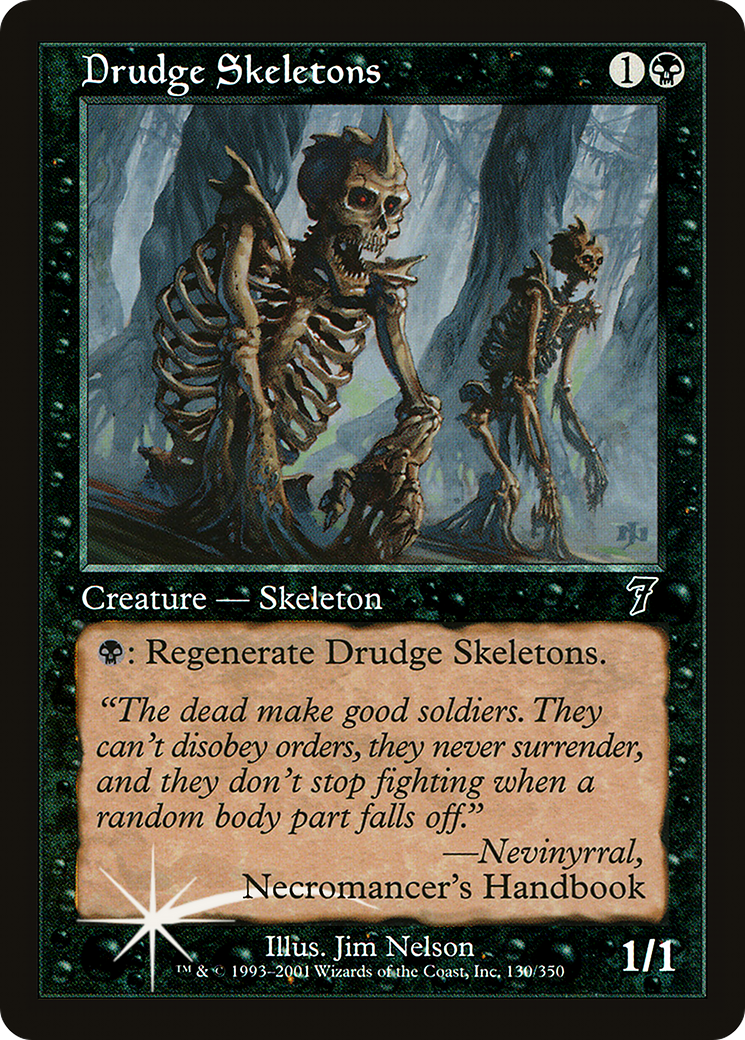 Drudge Skeletons 1
Creature — Skeleton 7
: Regenerate Drudge Skeletons.
“The dead make good soldiers. They
can’t disobey orders, they never surrender,
and they don’t stop fighting when a
random body part falls off.”
—Nevinyrral,
Necromancer’s Handbook
Illus. Jim Nelson
1/1
™ & © 1993–2001 Wizards of the Coast, Inc. 130/350